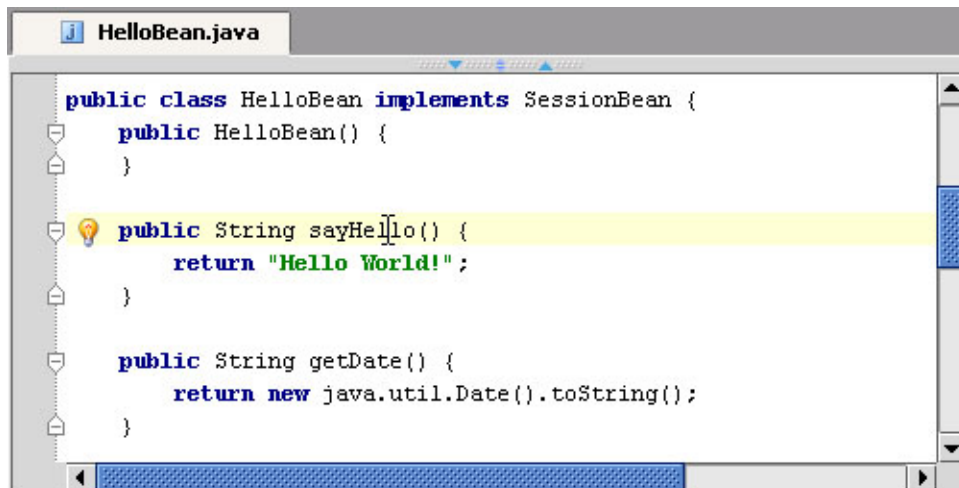 HelloBean.java
public class HelloBean implements SessionBean {
    public HelloBean() {
    }
    public String sayHello() {
        return "Hello World!";
    }
    public String getDate() {
        return new java.util.Date().toString();
    }